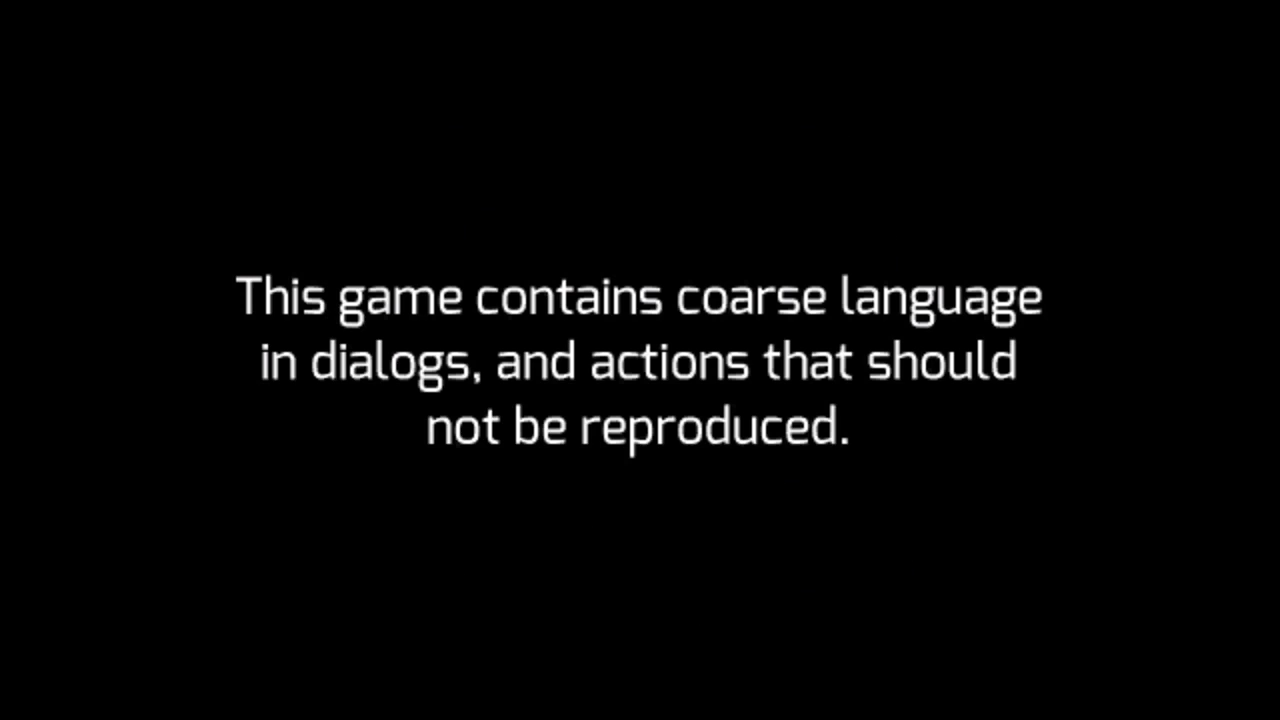 This game contains coarse language
in dialogs, and actions that should
not be reproduced.